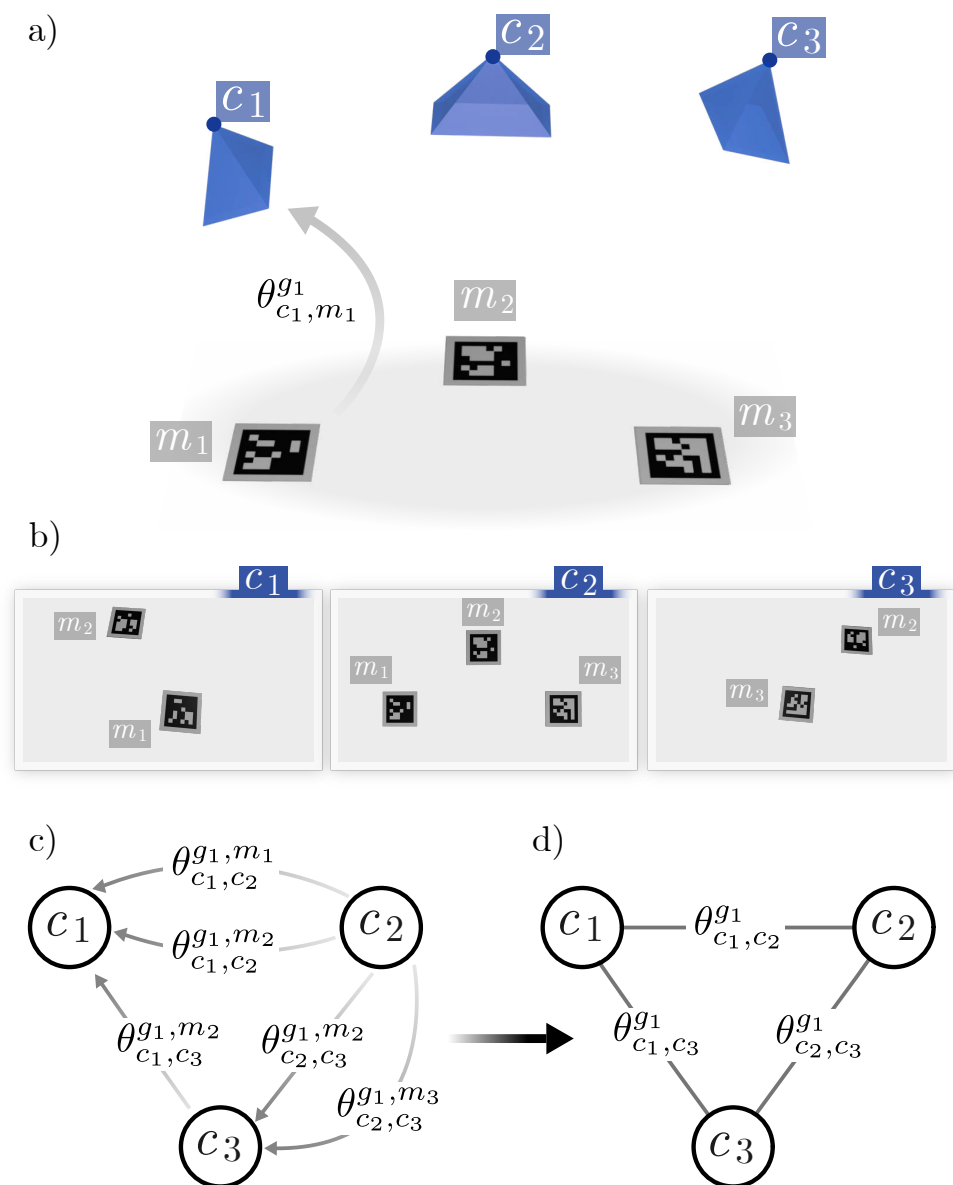 a)
c1
c2
c3
θ^{g1}_{c1,m1}
m2
m1
m3
b)
c1
c2
c3
m2
m1
m2
m1
m3
m2
m3
c)
θ^{g1,m1}_{c1,c2}
c1
c2
θ^{g1,m2}_{c1,c2}
θ^{g1,m2}_{c1,c3}
θ^{g1,m2}_{c2,c3}
θ^{g1,m3}_{c2,c3}
c3
d)
c1
θ^{g1}_{c1,c2}
c2
θ^{g1}_{c1,c3}
θ^{g1}_{c2,c3}
c3